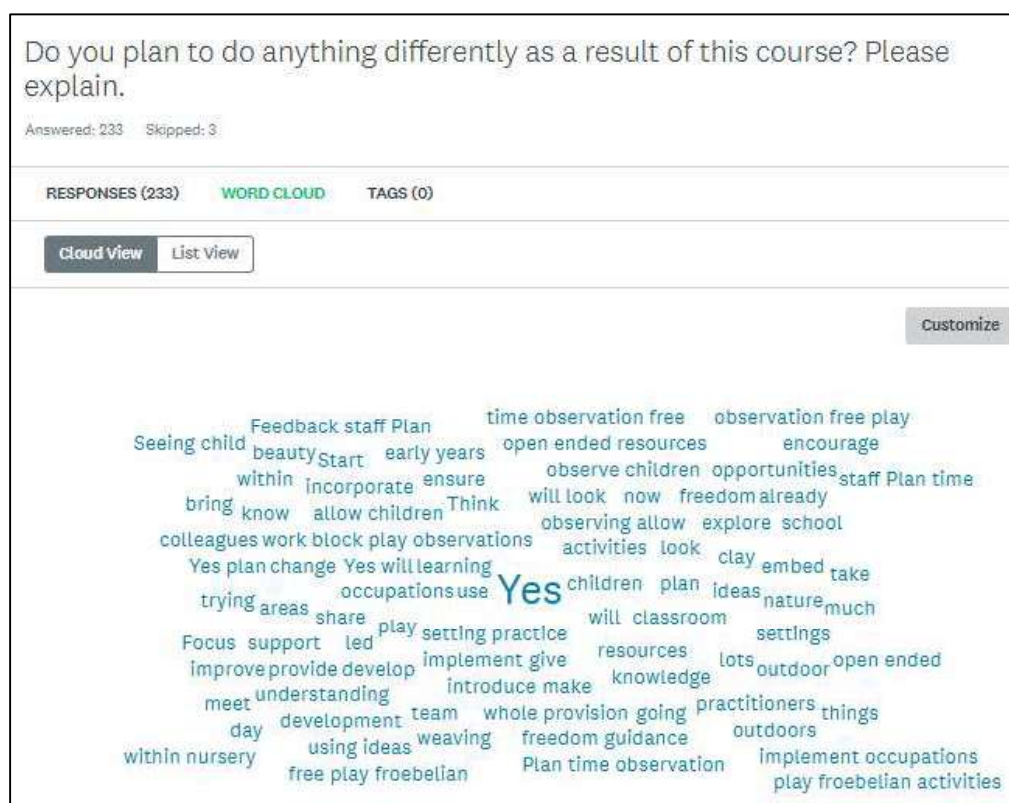 Do you plan to do anything differently as a result of this course? Please
explain.
Answered: 233 Skipped: 3
RESPONSES (233) WORD CLOUD TAGS (0)
Cloud View List View
Customize
time observation free observation free play
Feedback staff Plan
Seeing child open ended resources encourage
beauty Start early years
observe children opportunities staff Plan time
within incorporate ensure
will look now freedom already
bring know allow children Think
observing allow explore school
colleagues work block play observations
activities look clay embed take
Yes plan change Yes will learning
occupations use Yes children plan ideas nature much
trying areas share
will classroom
play setting practice settings
Focus support led
resources
implement give lots outdoor open ended
improve provide develop knowledge
introduce make
meet understanding practitioners things
development team whole provision going
day outdoors
using ideas weaving freedom guidance
within nursery implement occupations
Plan time observation
free play froebelian play froebelian activities